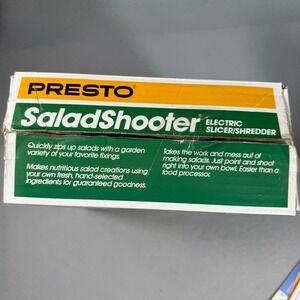 PRESTO®
SaladShooter® ELECTRIC
SLICER/SHREDDER
Quickly zips up salads with a garden
variety of your favorite fixings.
Makes nutritious salad creations using
your own fresh, hand-selected
ingredients for guaranteed goodness.
Takes the work and mess out of
making salads. Just point and shoot
right into your own bowl. Easier than a
food processor.